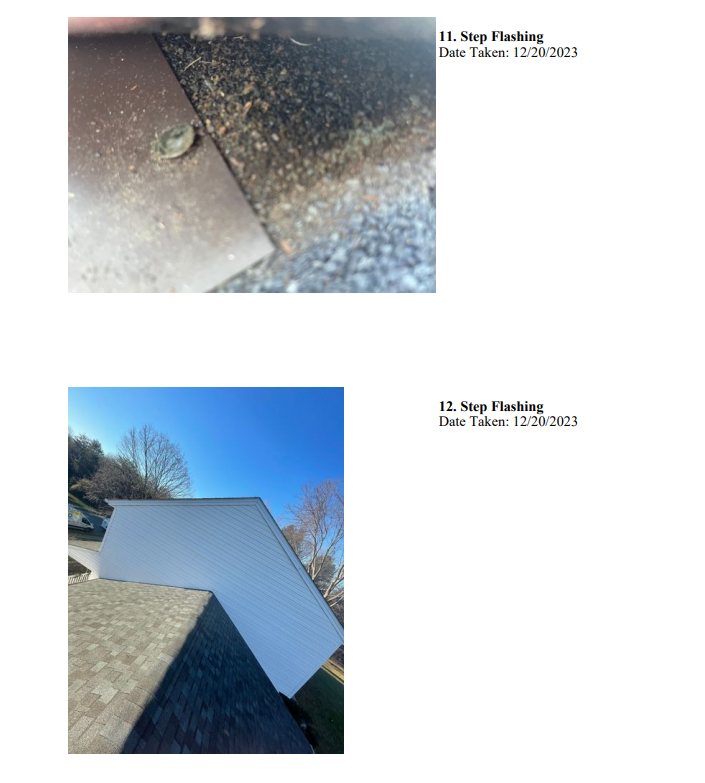 11. Step Flashing
Date Taken: 12/20/2023
12. Step Flashing
Date Taken: 12/20/2023